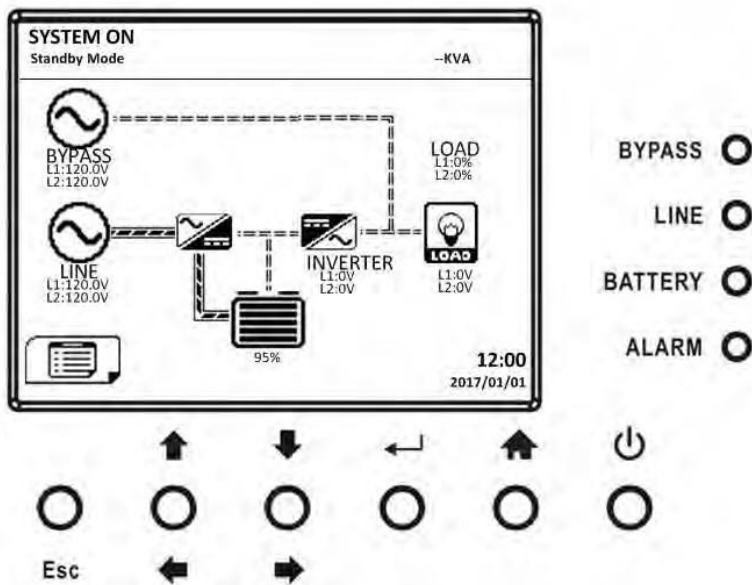 SYSTEM ON
Standby Mode
--KVA
BYPASS
L1:120.0V
L2:120.0V
LOAD
L1:0%
L2:0%
LINE
L1:120.0V
L2:120.0V
INVERTER
L1:0V
L2:0V
LOAD
L1:0V
L2:0V
95%
12:00
2017/01/01
BYPASS
LINE
BATTERY
ALARM
Esc